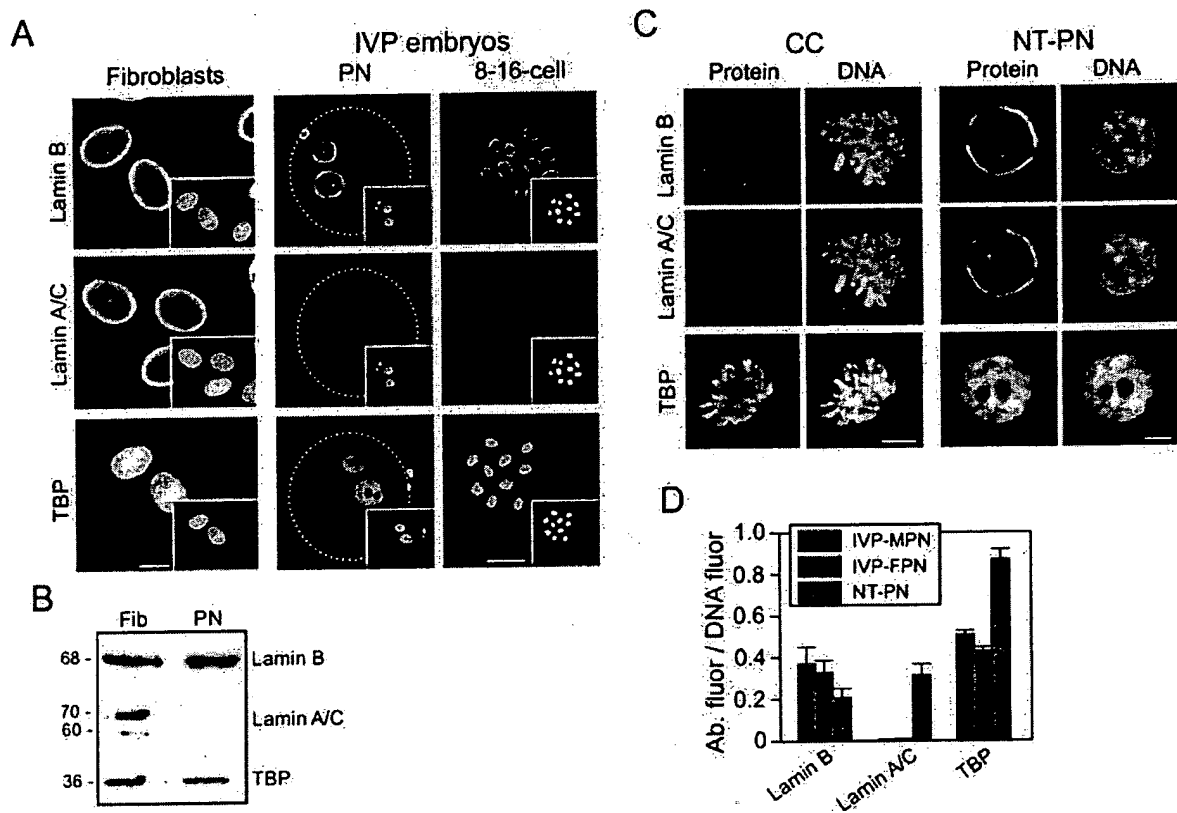 A
IVP embryos
Fibroblasts
PN
8-16-cell
Lamin B
Lamin A/C
TBP
B
Fib
PN
68 -
Lamin B
70 -
Lamin A/C
60 -
36 -
TBP
C
CC
NT-PN
Protein
DNA
Protein
DNA
Lamin B
Lamin A/C
TBP
D
Ab. fluor / DNA fluor
1.0
0.8
0.6
0.4
0.2
0
IVP-MPN
IVP-FPN
NT-PN
Lamin B
Lamin A/C
TBP